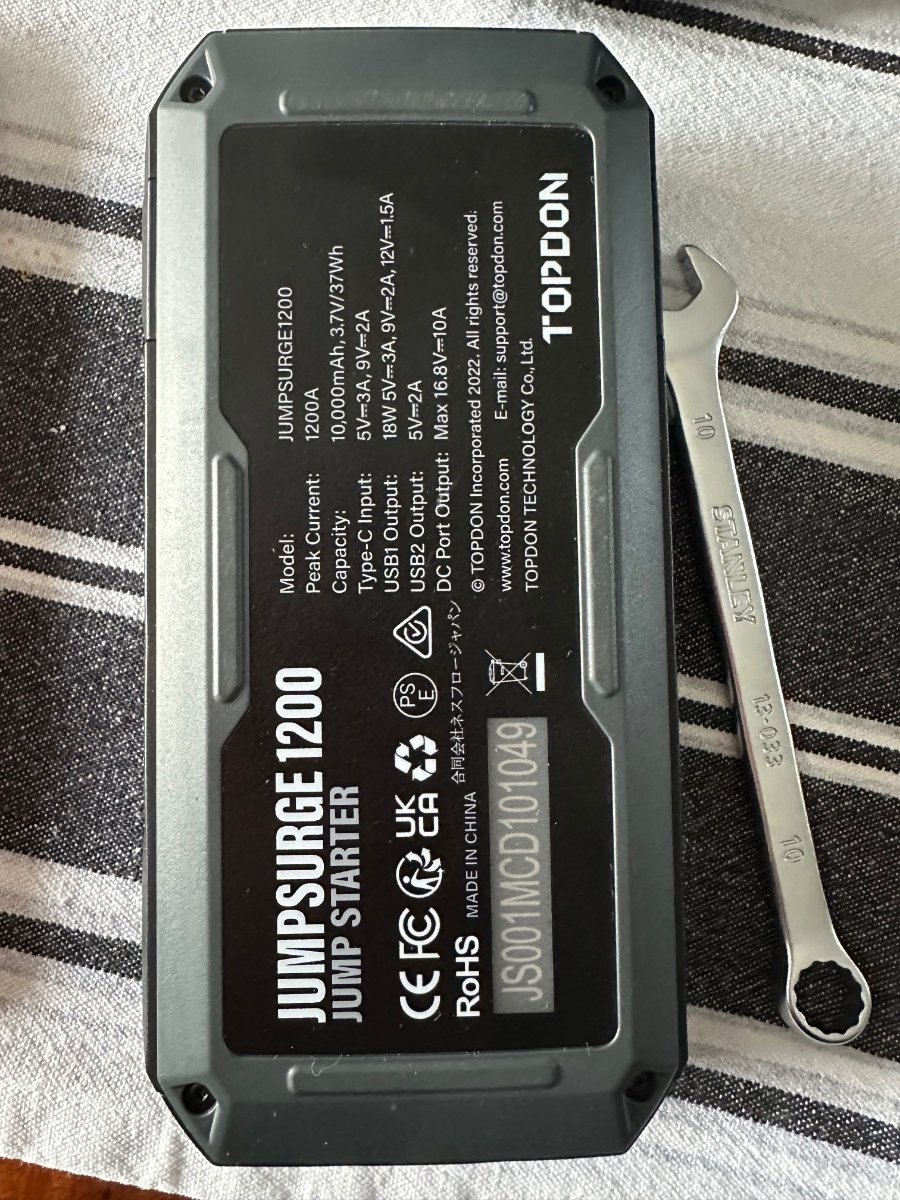 JUMPSURGE 1200
JUMP STARTER
CE FC UK CA PS E
RoHS MADE IN CHINA 合同会社ネスフロージャパン
JS001MCD101049
Model: JUMPSURGE1200
Peak Current: 1200A
Capacity: 10,000mAh, 3.7V/37Wh
Type-C Input: 5V⎓3A, 9V⎓2A
USB1 Output: 18W 5V⎓3A, 9V⎓2A, 12V⎓1.5A
USB2 Output: 5V⎓2A
DC Port Output: Max 16.8V⎓10A
© TOPDON Incorporated 2022. All rights reserved:
www.topdon.com E-mail: support@topdon.com
TOPDON TECHNOLOGY Co.,Ltd.
TOPDON
10 STANLEY 13-033 10